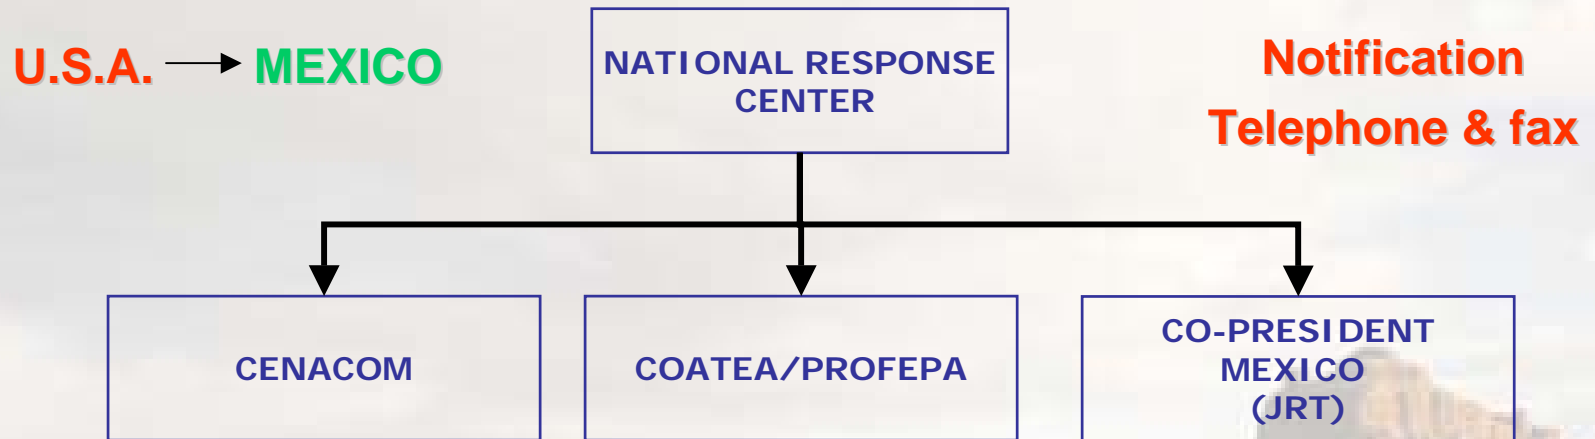 U.S.A. → MEXICO
NATIONAL RESPONSE
CENTER
Notification
Telephone & fax
CENACOM
COATEA/PROFEPA
CO-PRESIDENT
MEXICO
(JRT)